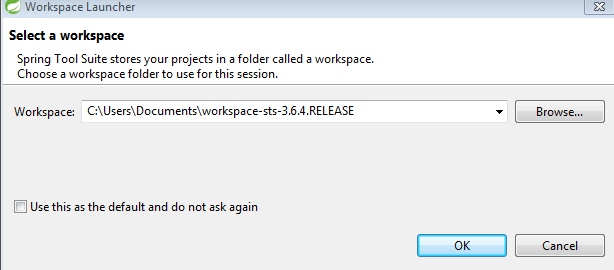 Workspace Launcher
Select a workspace
Spring Tool Suite stores your projects in a folder called a workspace.
Choose a workspace folder to use for this session.
Workspace: C:\Users\Documents\workspace-sts-3.6.4.RELEASE Browse...
Use this as the default and do not ask again
OK Cancel